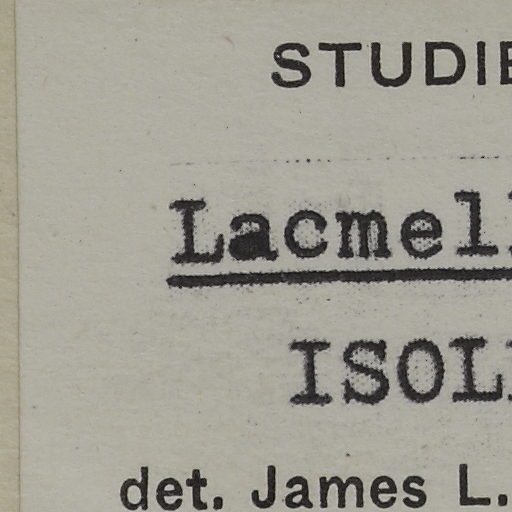 STUDIE
Lacmel
ISOL
det. James L.